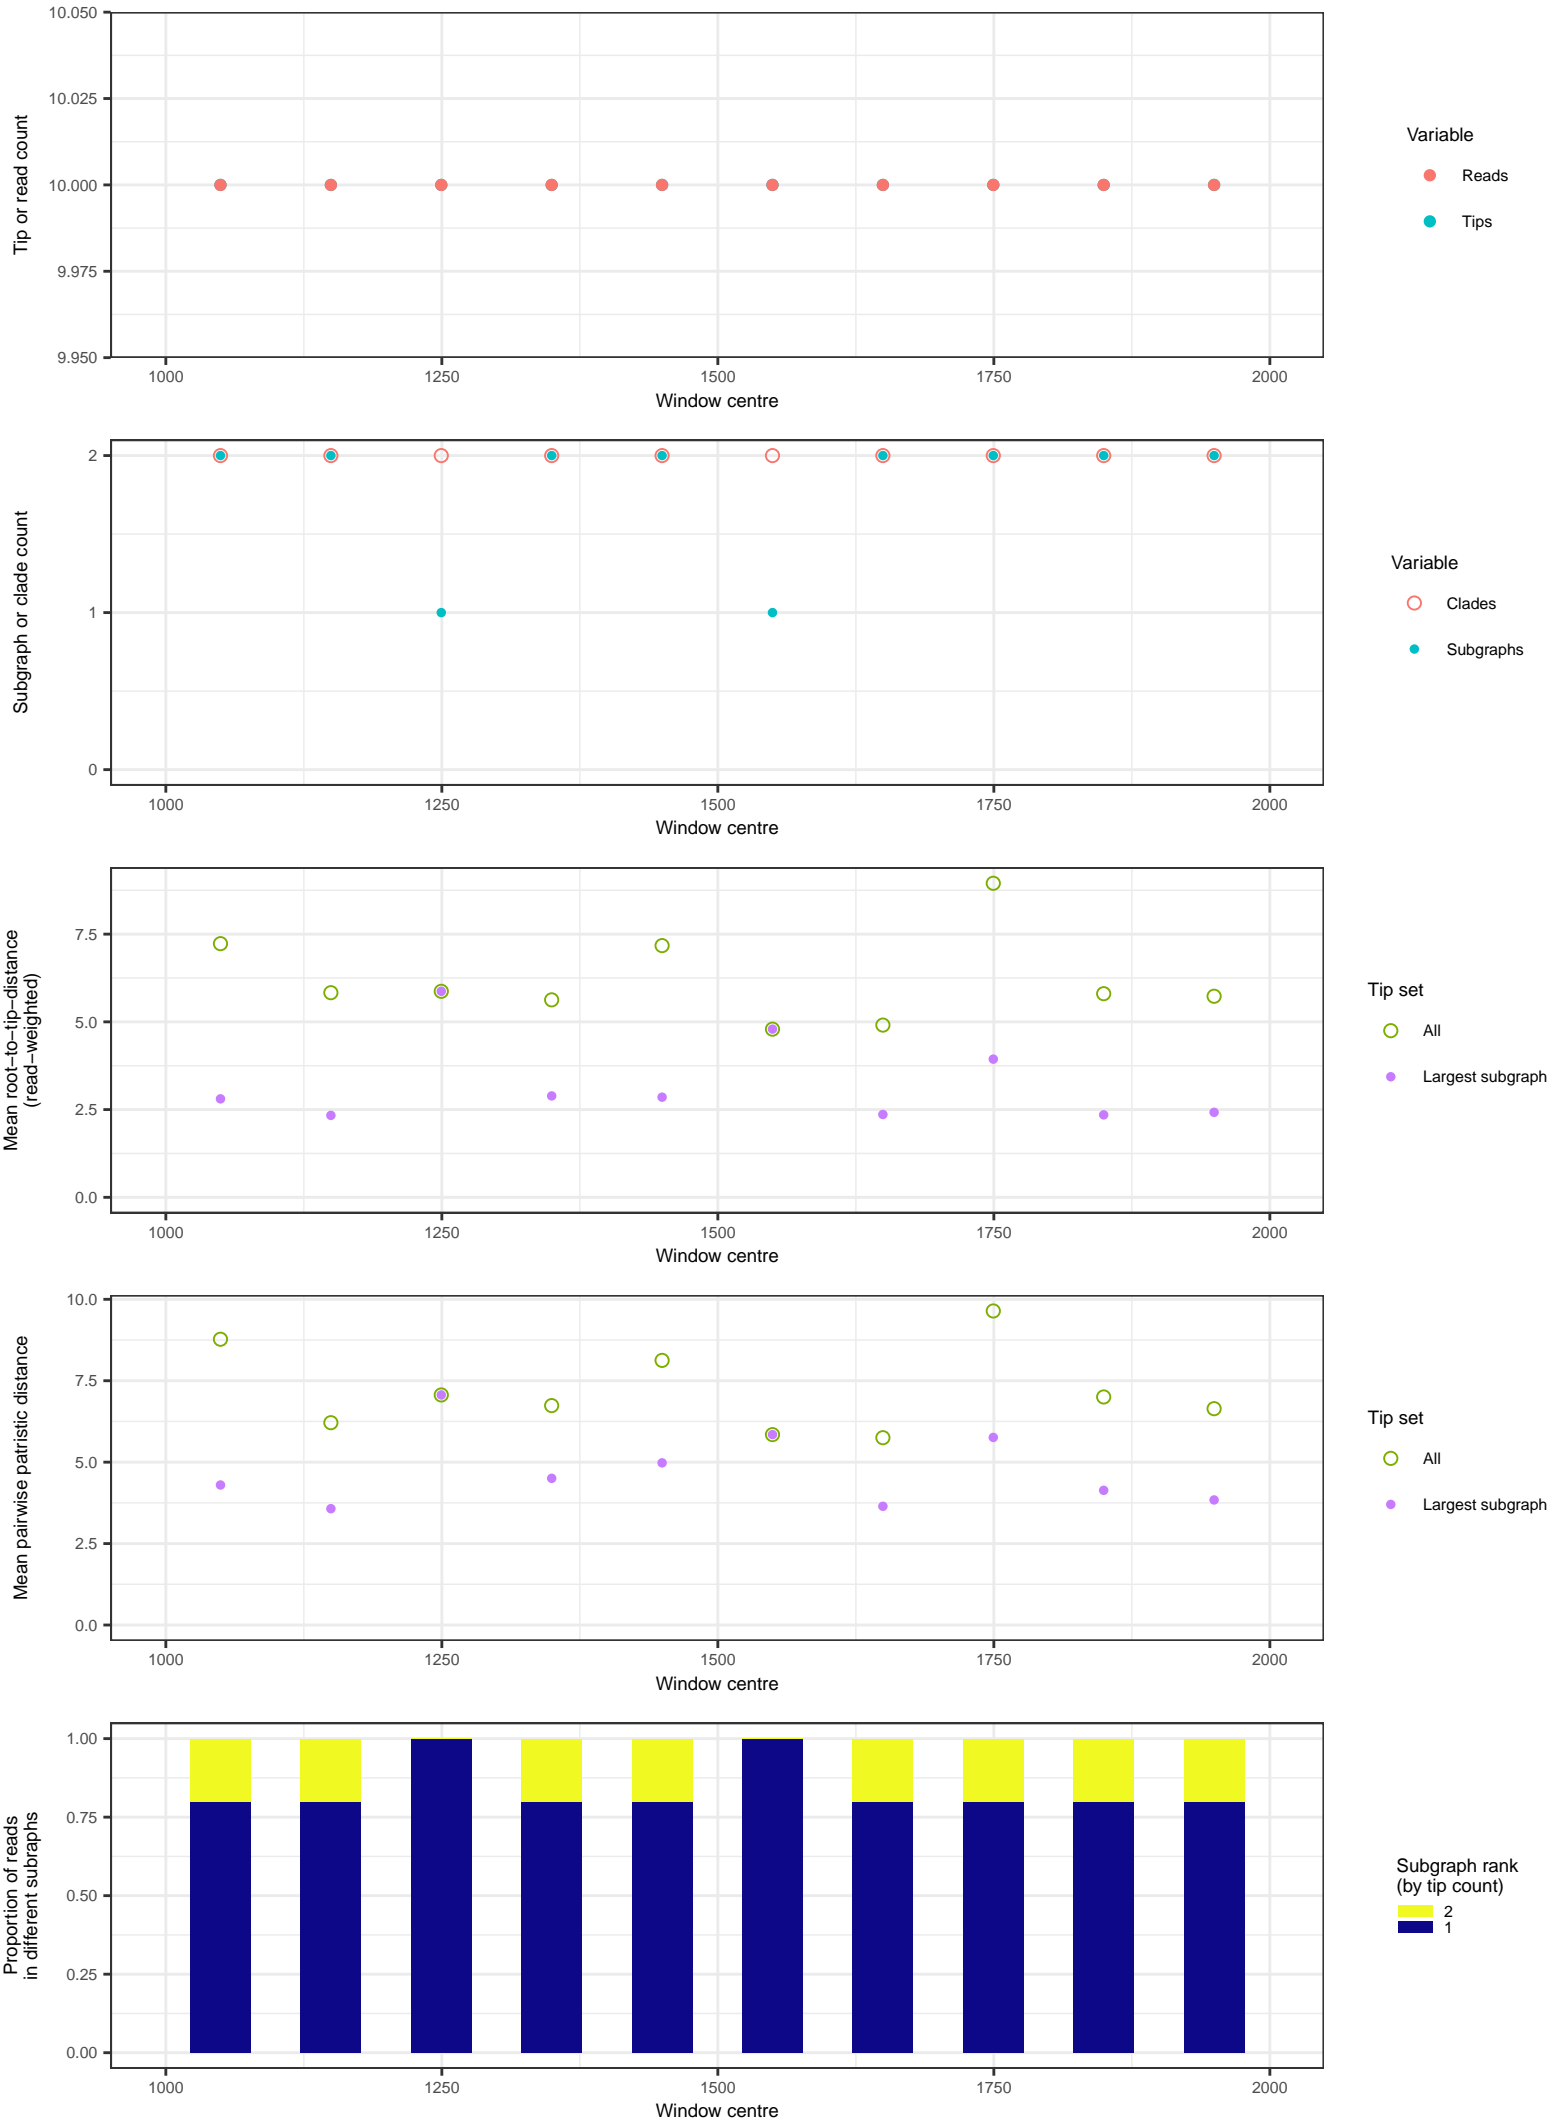 10.050
10.025
10.000
9.975
9.950
Tip or read count
1000 1250 1500 1750 2000
Window centre
Variable
Reads
Tips
2
1
0
Subgraph or clade count
1000 1250 1500 1750 2000
Window centre
Variable
Clades
Subgraphs
7.5
5.0
2.5
0.0
Mean root−to−tip−distance
(read−weighted)
1000 1250 1500 1750 2000
Window centre
Tip set
All
Largest subgraph
10.0
7.5
5.0
2.5
0.0
Mean pairwise patristic distance
1000 1250 1500 1750 2000
Window centre
Tip set
All
Largest subgraph
1.00
0.75
0.50
0.25
0.00
Proportion of reads
in different subraphs
1000 1250 1500 1750 2000
Window centre
Subgraph rank
(by tip count)
2
1